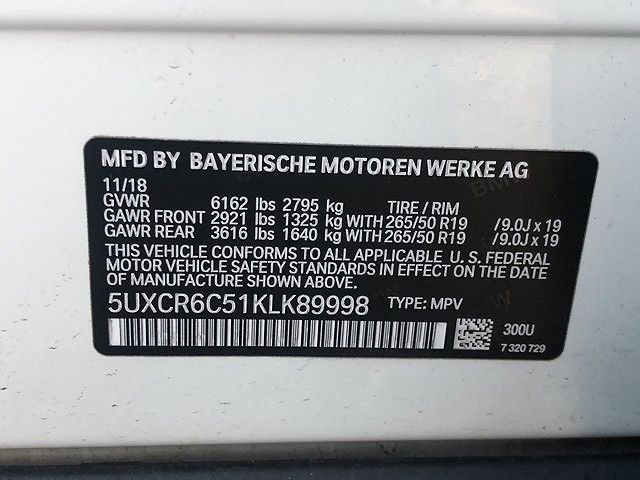 MFD BY BAYERISCHE MOTOREN WERKE AG
11/18
GVWR 6162 lbs 2795 kg TIRE / RIM
GAWR FRONT 2921 lbs 1325 kg WITH 265/50 R19 /9.0J x 19
GAWR REAR 3616 lbs 1640 kg WITH 265/50 R19 /9.0J x 19
THIS VEHICLE CONFORMS TO ALL APPLICABLE U. S. FEDERAL
MOTOR VEHICLE SAFETY STANDARDS IN EFFECT ON THE DATE
OF MANUFACTURE SHOWN ABOVE.
5UXCR6C51KLK89998 TYPE: MPV
300U
7 320 729